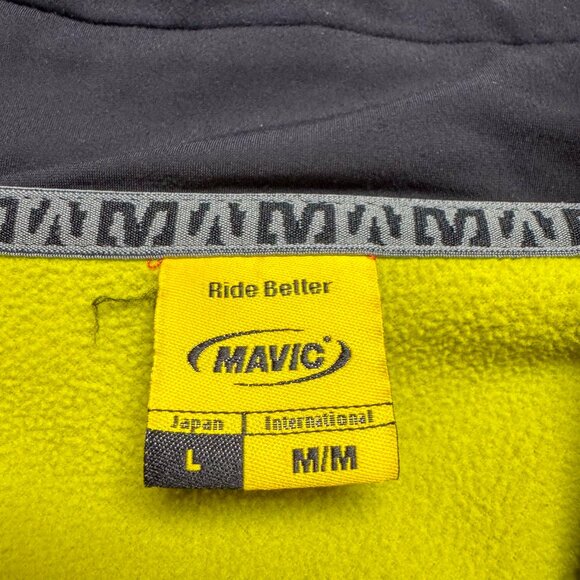 Ride Better
MAVIC
Japan International
L M/M